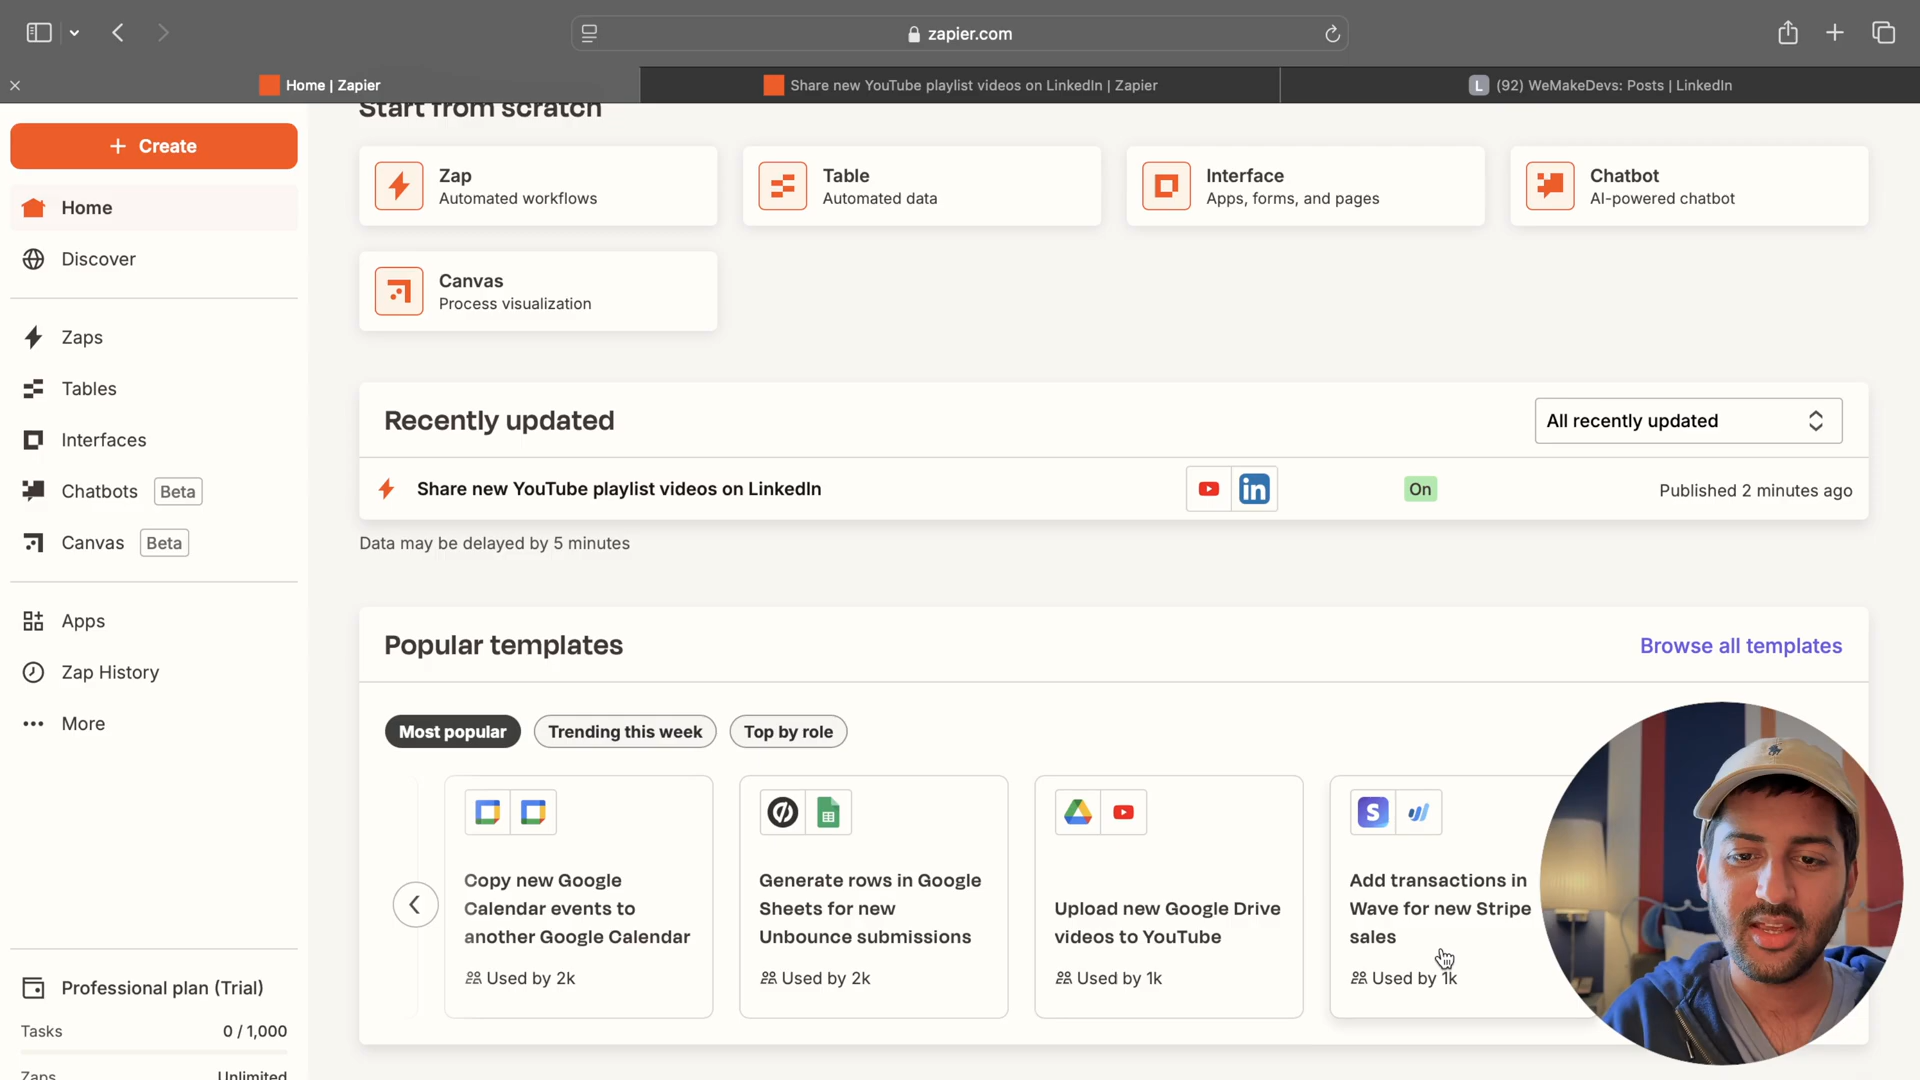 zapier.com
Home | Zapier
Share new YouTube playlist videos on LinkedIn | Zapier
L (92) WeMakeDevs: Posts | LinkedIn
Start from scratch
+ Create
Home
Discover
Zaps
Tables
Interfaces
Chatbots Beta
Canvas Beta
Apps
Zap History
More
Professional plan (Trial)
Tasks 0 / 1,000
Zaps Unlimited
Zap
Automated workflows
Table
Automated data
Interface
Apps, forms, and pages
Chatbot
AI-powered chatbot
Canvas
Process visualization
Recently updated
All recently updated
Share new YouTube playlist videos on LinkedIn
in
On
Published 2 minutes ago
Data may be delayed by 5 minutes
Popular templates
Browse all templates
Most popular
Trending this week
Top by role
Copy new Google
Calendar events to
another Google Calendar
Used by 2k
Generate rows in Google
Sheets for new
Unbounce submissions
Used by 2k
Upload new Google Drive
videos to YouTube
Used by 1k
S
Add transactions in
Wave for new Stripe
sales
Used by 1k